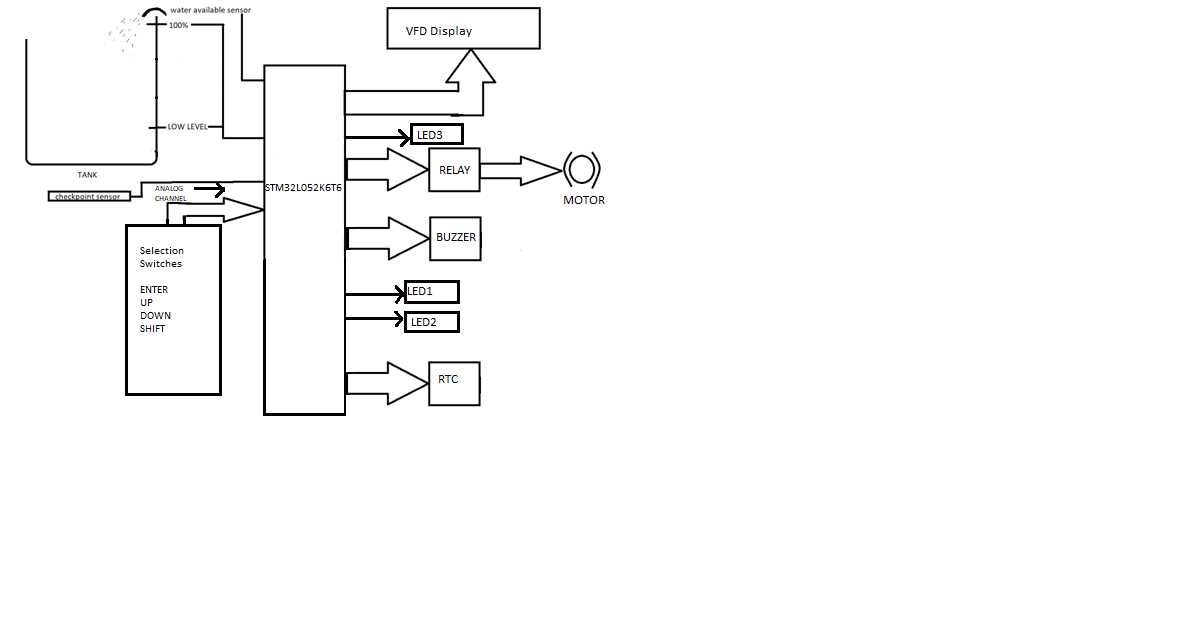 water available sensor
100%
VFD Display
LOW LEVEL
LED3
RELAY
TANK
STM32L052K6T6
ANALOG
CHANNEL
checkpoint sensor
MOTOR
BUZZER
Selection
Switches
ENTER
UP
DOWN
SHIFT
LED1
LED2
RTC